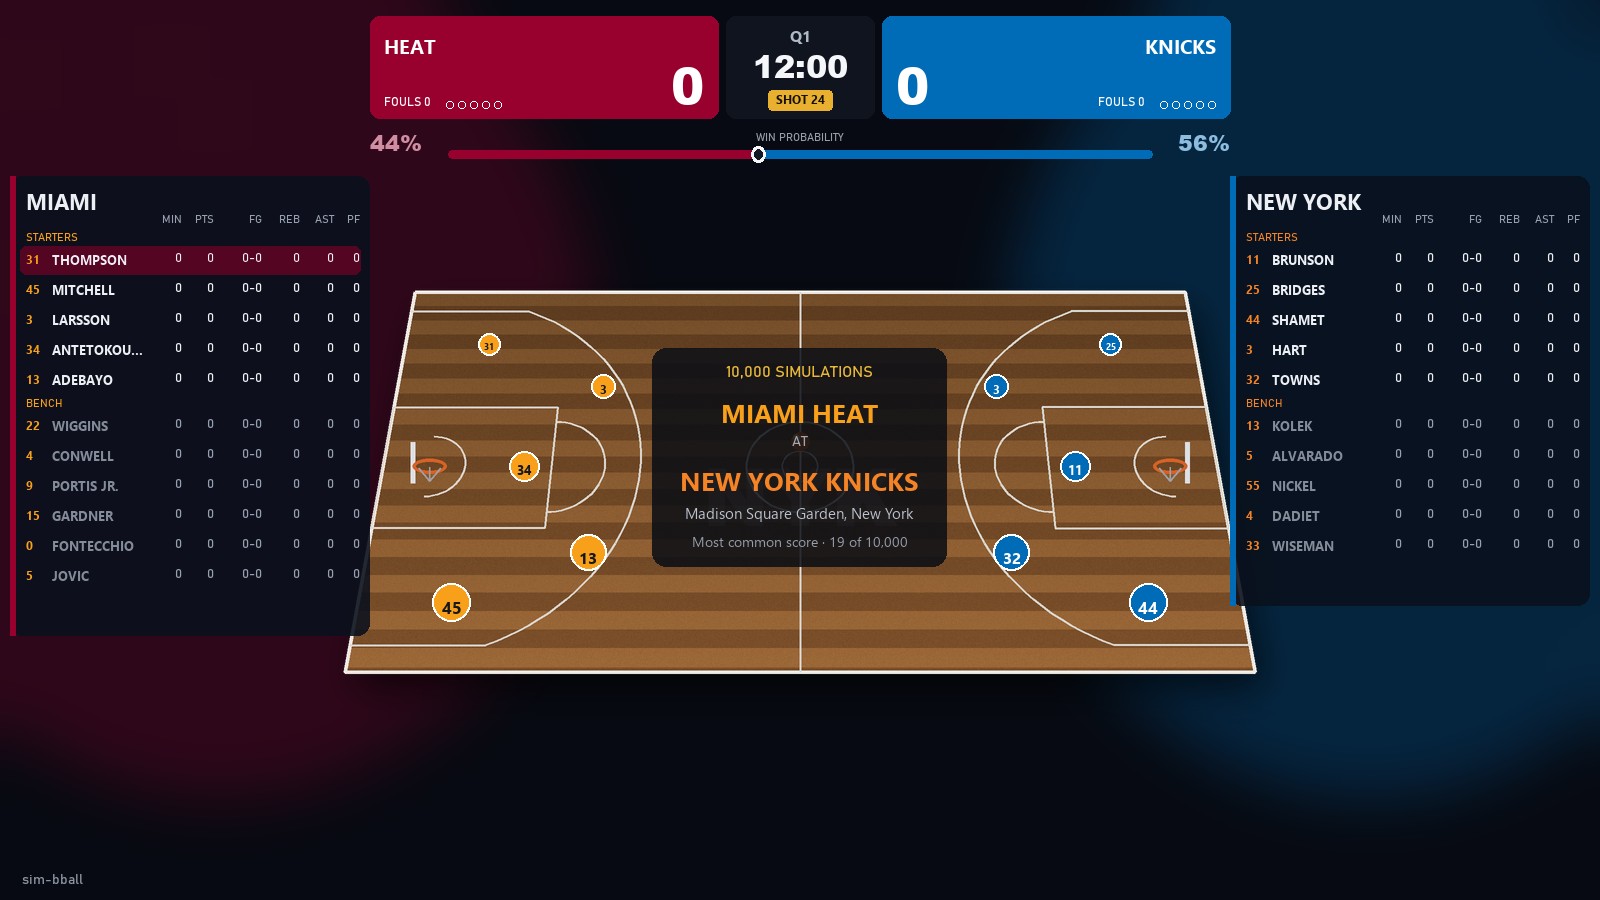 HEAT
0
FOULS 0
Q1
12:00
SHOT 24
KNICKS
0
FOULS 0
44%
WIN PROBABILITY
56%
MIAMI
MIN PTS FG REB AST PF
STARTERS
31 THOMPSON 0 0 0-0 0 0 0
45 MITCHELL 0 0 0-0 0 0 0
3 LARSSON 0 0 0-0 0 0 0
34 ANTETOKOU... 0 0 0-0 0 0 0
13 ADEBAYO 0 0 0-0 0 0 0
BENCH
22 WIGGINS 0 0 0-0 0 0 0
4 CONWELL 0 0 0-0 0 0 0
9 PORTIS JR. 0 0 0-0 0 0 0
15 GARDNER 0 0 0-0 0 0 0
0 FONTECCHIO 0 0 0-0 0 0 0
5 JOVIC 0 0 0-0 0 0 0
31
3
34
13
45
10,000 SIMULATIONS
MIAMI HEAT
AT
NEW YORK KNICKS
Madison Square Garden, New York
Most common score · 19 of 10,000
25
3
11
32
44
NEW YORK
MIN PTS FG REB AST PF
STARTERS
11 BRUNSON 0 0 0-0 0 0 0
25 BRIDGES 0 0 0-0 0 0 0
44 SHAMET 0 0 0-0 0 0 0
3 HART 0 0 0-0 0 0 0
32 TOWNS 0 0 0-0 0 0 0
BENCH
13 KOLEK 0 0 0-0 0 0 0
5 ALVARADO 0 0 0-0 0 0 0
55 NICKEL 0 0 0-0 0 0 0
4 DADIET 0 0 0-0 0 0 0
33 WISEMAN 0 0 0-0 0 0 0
sim-bball